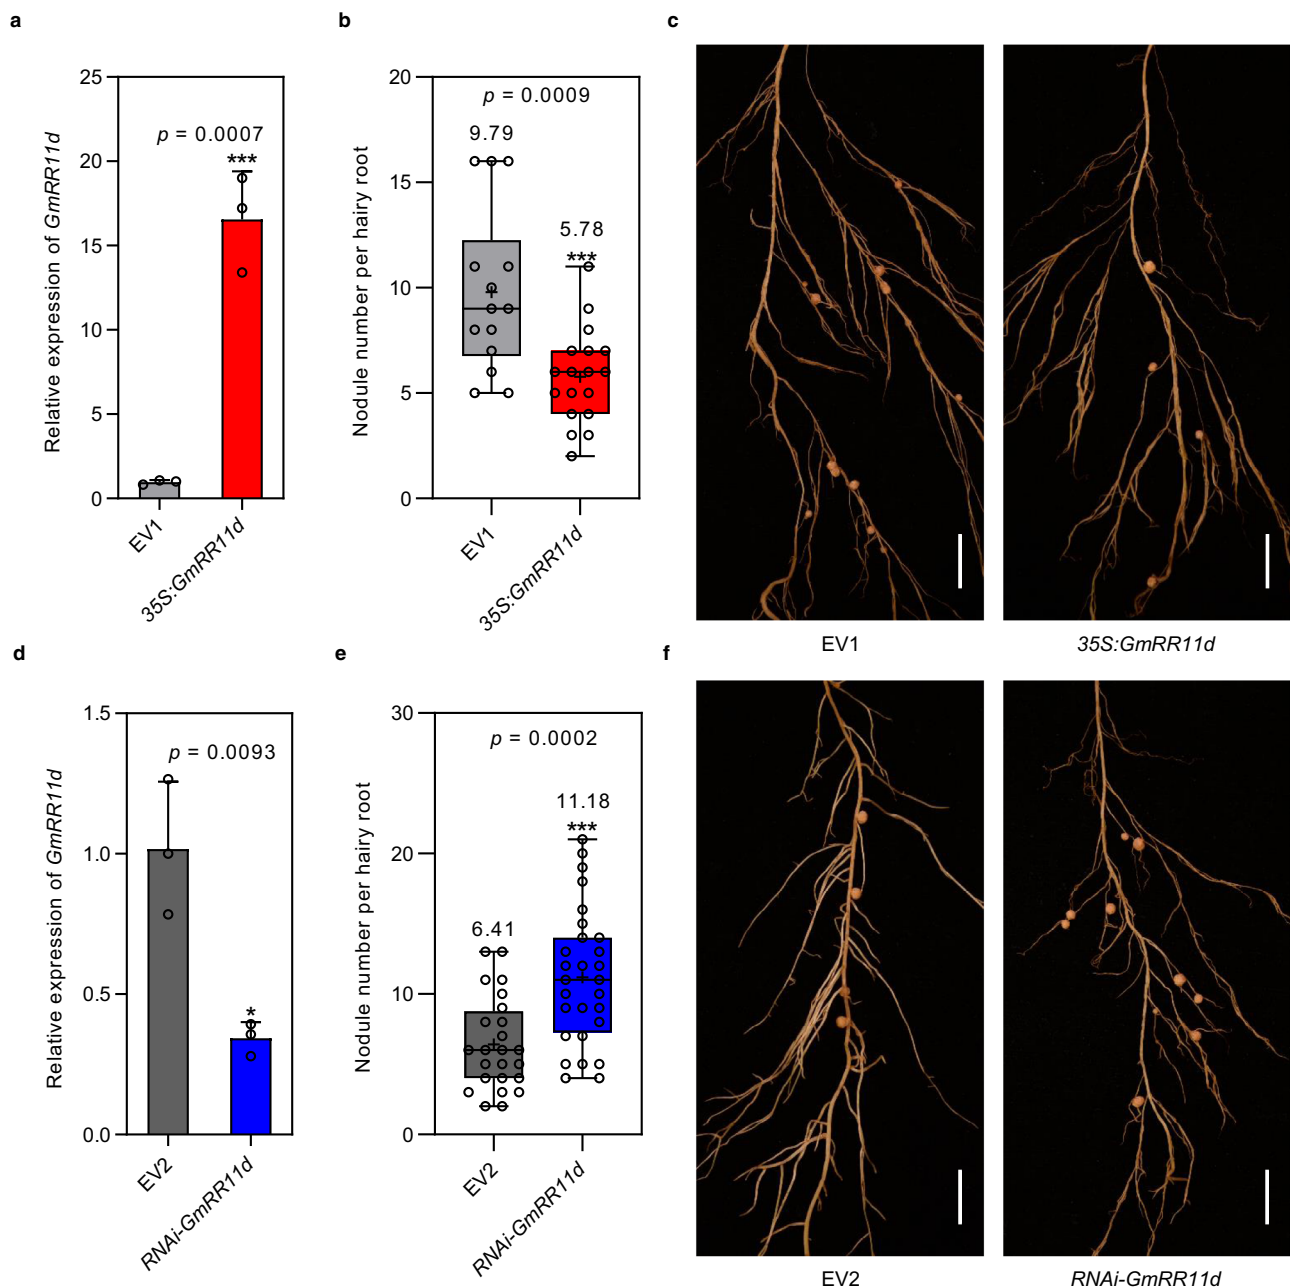 a
Relative expression of GmRR11d
25
20
15
10
5
0
p = 0.0007
***
EV1
35S:GmRR11d
b
Nodule number per hairy root
20
15
10
5
0
p = 0.0009
9.79
5.78
***
EV1
35S:GmRR11d
c
EV1
35S:GmRR11d
d
Relative expression of GmRR11d
1.5
1.0
0.5
0.0
p = 0.0093
*
EV2
RNAi-GmRR11d
e
Nodule number per hairy root
30
20
10
0
p = 0.0002
11.18
***
6.41
EV2
RNAi-GmRR11d
f
EV2
RNAi-GmRR11d